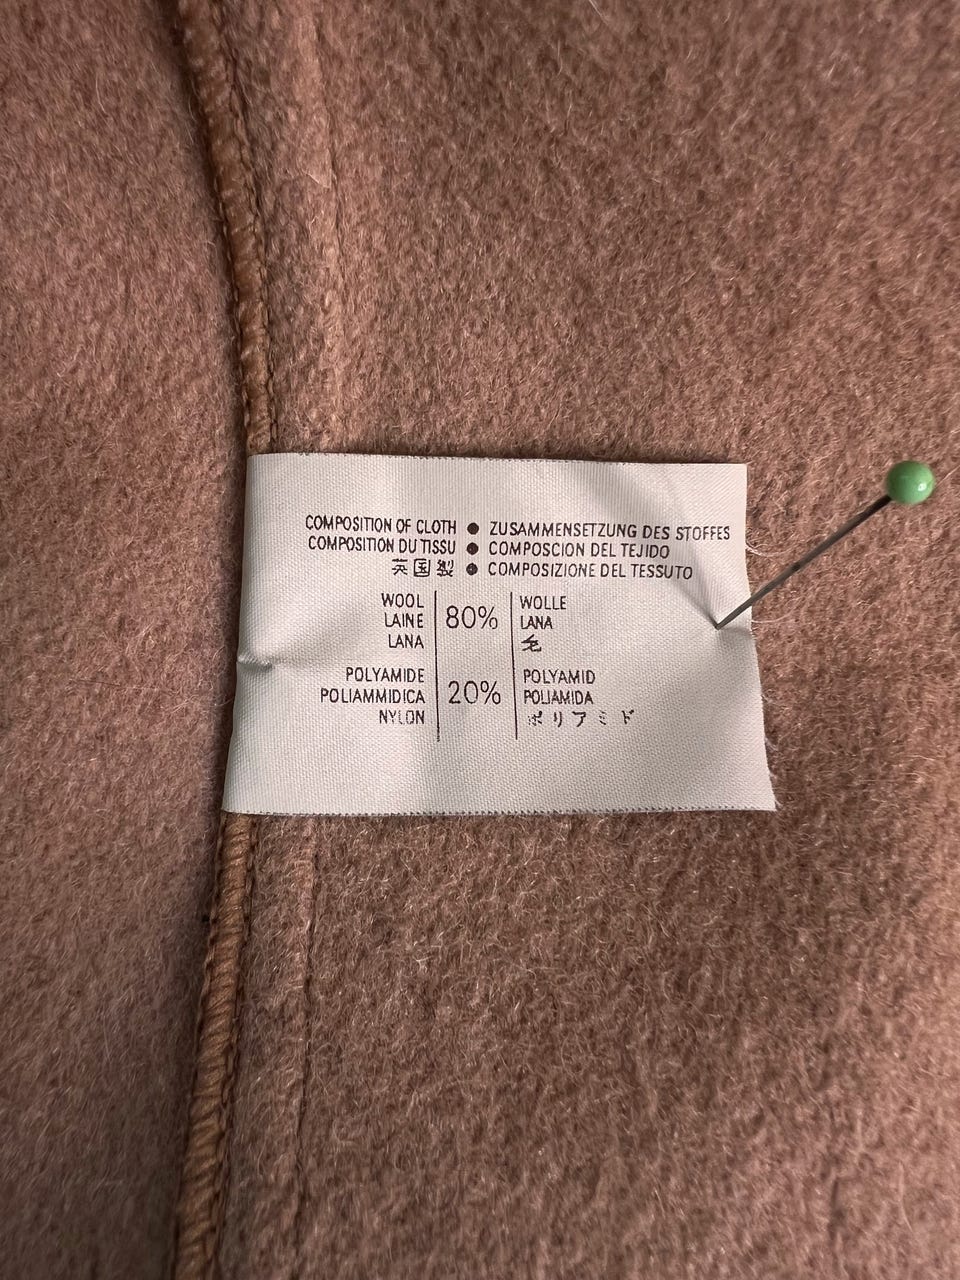 COMPOSITION OF CLOTH ● ZUSAMMENSETZUNG DES STOFFES
COMPOSITION DU TISSU ● COMPOSCION DEL TEJIDO
英国製 ● COMPOSIZIONE DEL TESSUTO
WOOL
LAINE
LANA
80%
WOLLE
LANA
毛
POLYAMIDE
POLIAMMIDICA
NYLON
20%
POLYAMID
POLIAMIDA
ポリアミド